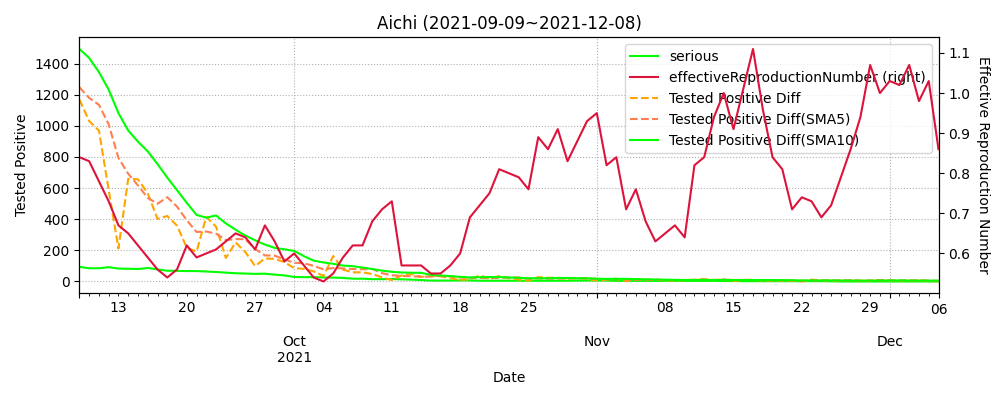 Aichi (2021-09-09~2021-12-08)
serious
effectiveReproductionNumber (right)
Tested Positive Diff
Tested Positive Diff(SMA5)
Tested Positive Diff(SMA10)
Tested Positive
1400
1200
1000
800
600
400
200
0
Effective Reproduction Number
1.1
1.0
0.9
0.8
0.7
0.6
13 20 27 04 11 18 25 08 15 22 29 06
Oct Nov Dec
2021
Date